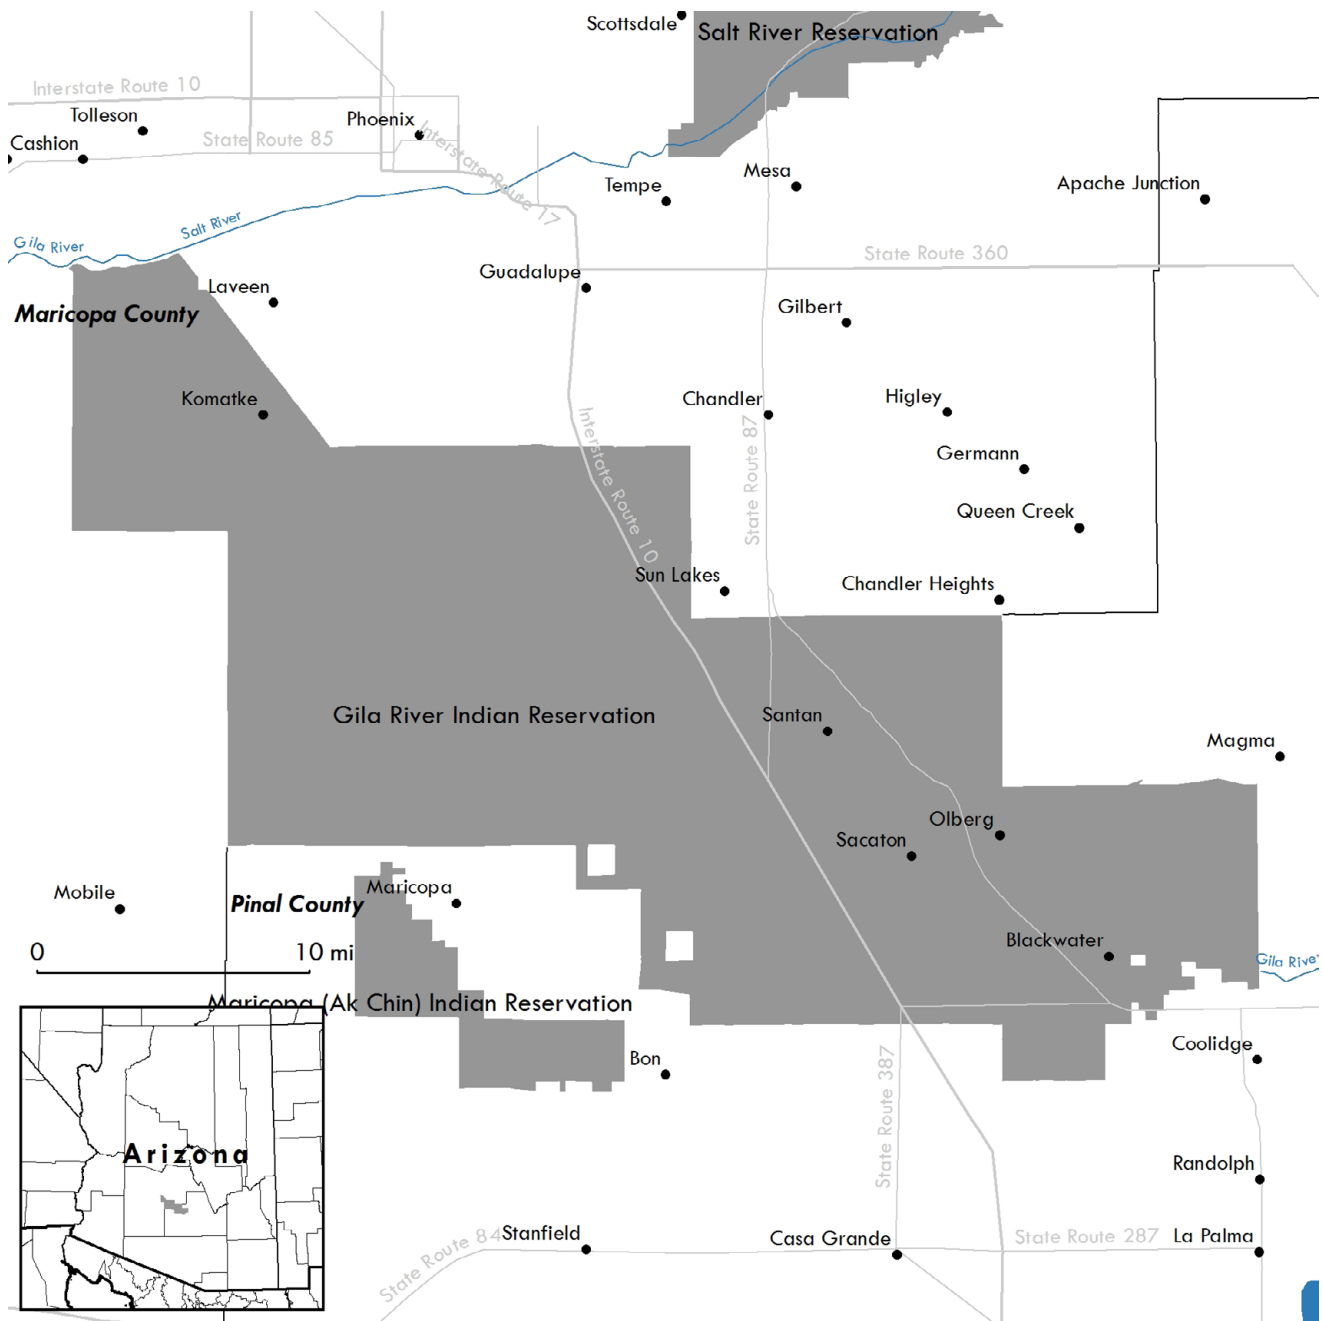 Scottsdale
Salt River Reservation
Interstate Route 10
Tolleson
Phoenix
Cashion
State Route 85
Interstate Route 17
Tempe
Mesa
Apache Junction
Salt River
Gila River
State Route 360
Guadalupe
Laveen
Maricopa County
Gilbert
Komatke
Chandler
Higley
State Route 87
Interstate Route 10
Germann
Queen Creek
Sun Lakes
Chandler Heights
Gila River Indian Reservation
Santan
Magma
Olberg
Sacaton
Maricopa
Mobile
Pinal County
Blackwater
0 10 mi
Gila River
Maricopa (Ak Chin) Indian Reservation
Bon
Coolidge
State Route 387
Arizona
Randolph
Stanfield
Casa Grande
State Route 287
La Palma
State Route 84